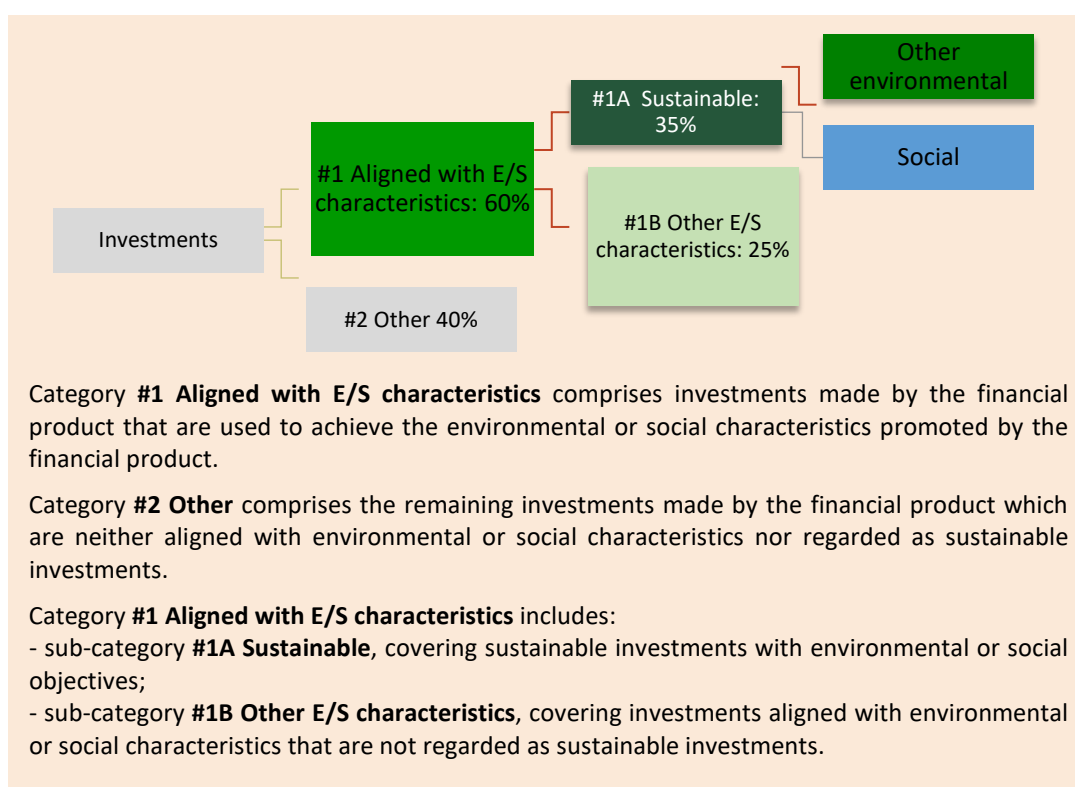 Other
environmental
#1A Sustainable:
35%
Social
#1 Aligned with E/S
characteristics: 60%
#1B Other E/S
characteristics: 25%
Investments
#2 Other 40%
Category #1 Aligned with E/S characteristics comprises investments made by the financial
product that are used to achieve the environmental or social characteristics promoted by the
financial product.
Category #2 Other comprises the remaining investments made by the financial product which
are neither aligned with environmental or social characteristics nor regarded as sustainable
investments.
Category #1 Aligned with E/S characteristics includes:
- sub-category #1A Sustainable, covering sustainable investments with environmental or social
objectives;
- sub-category #1B Other E/S characteristics, covering investments aligned with environmental
or social characteristics that are not regarded as sustainable investments.